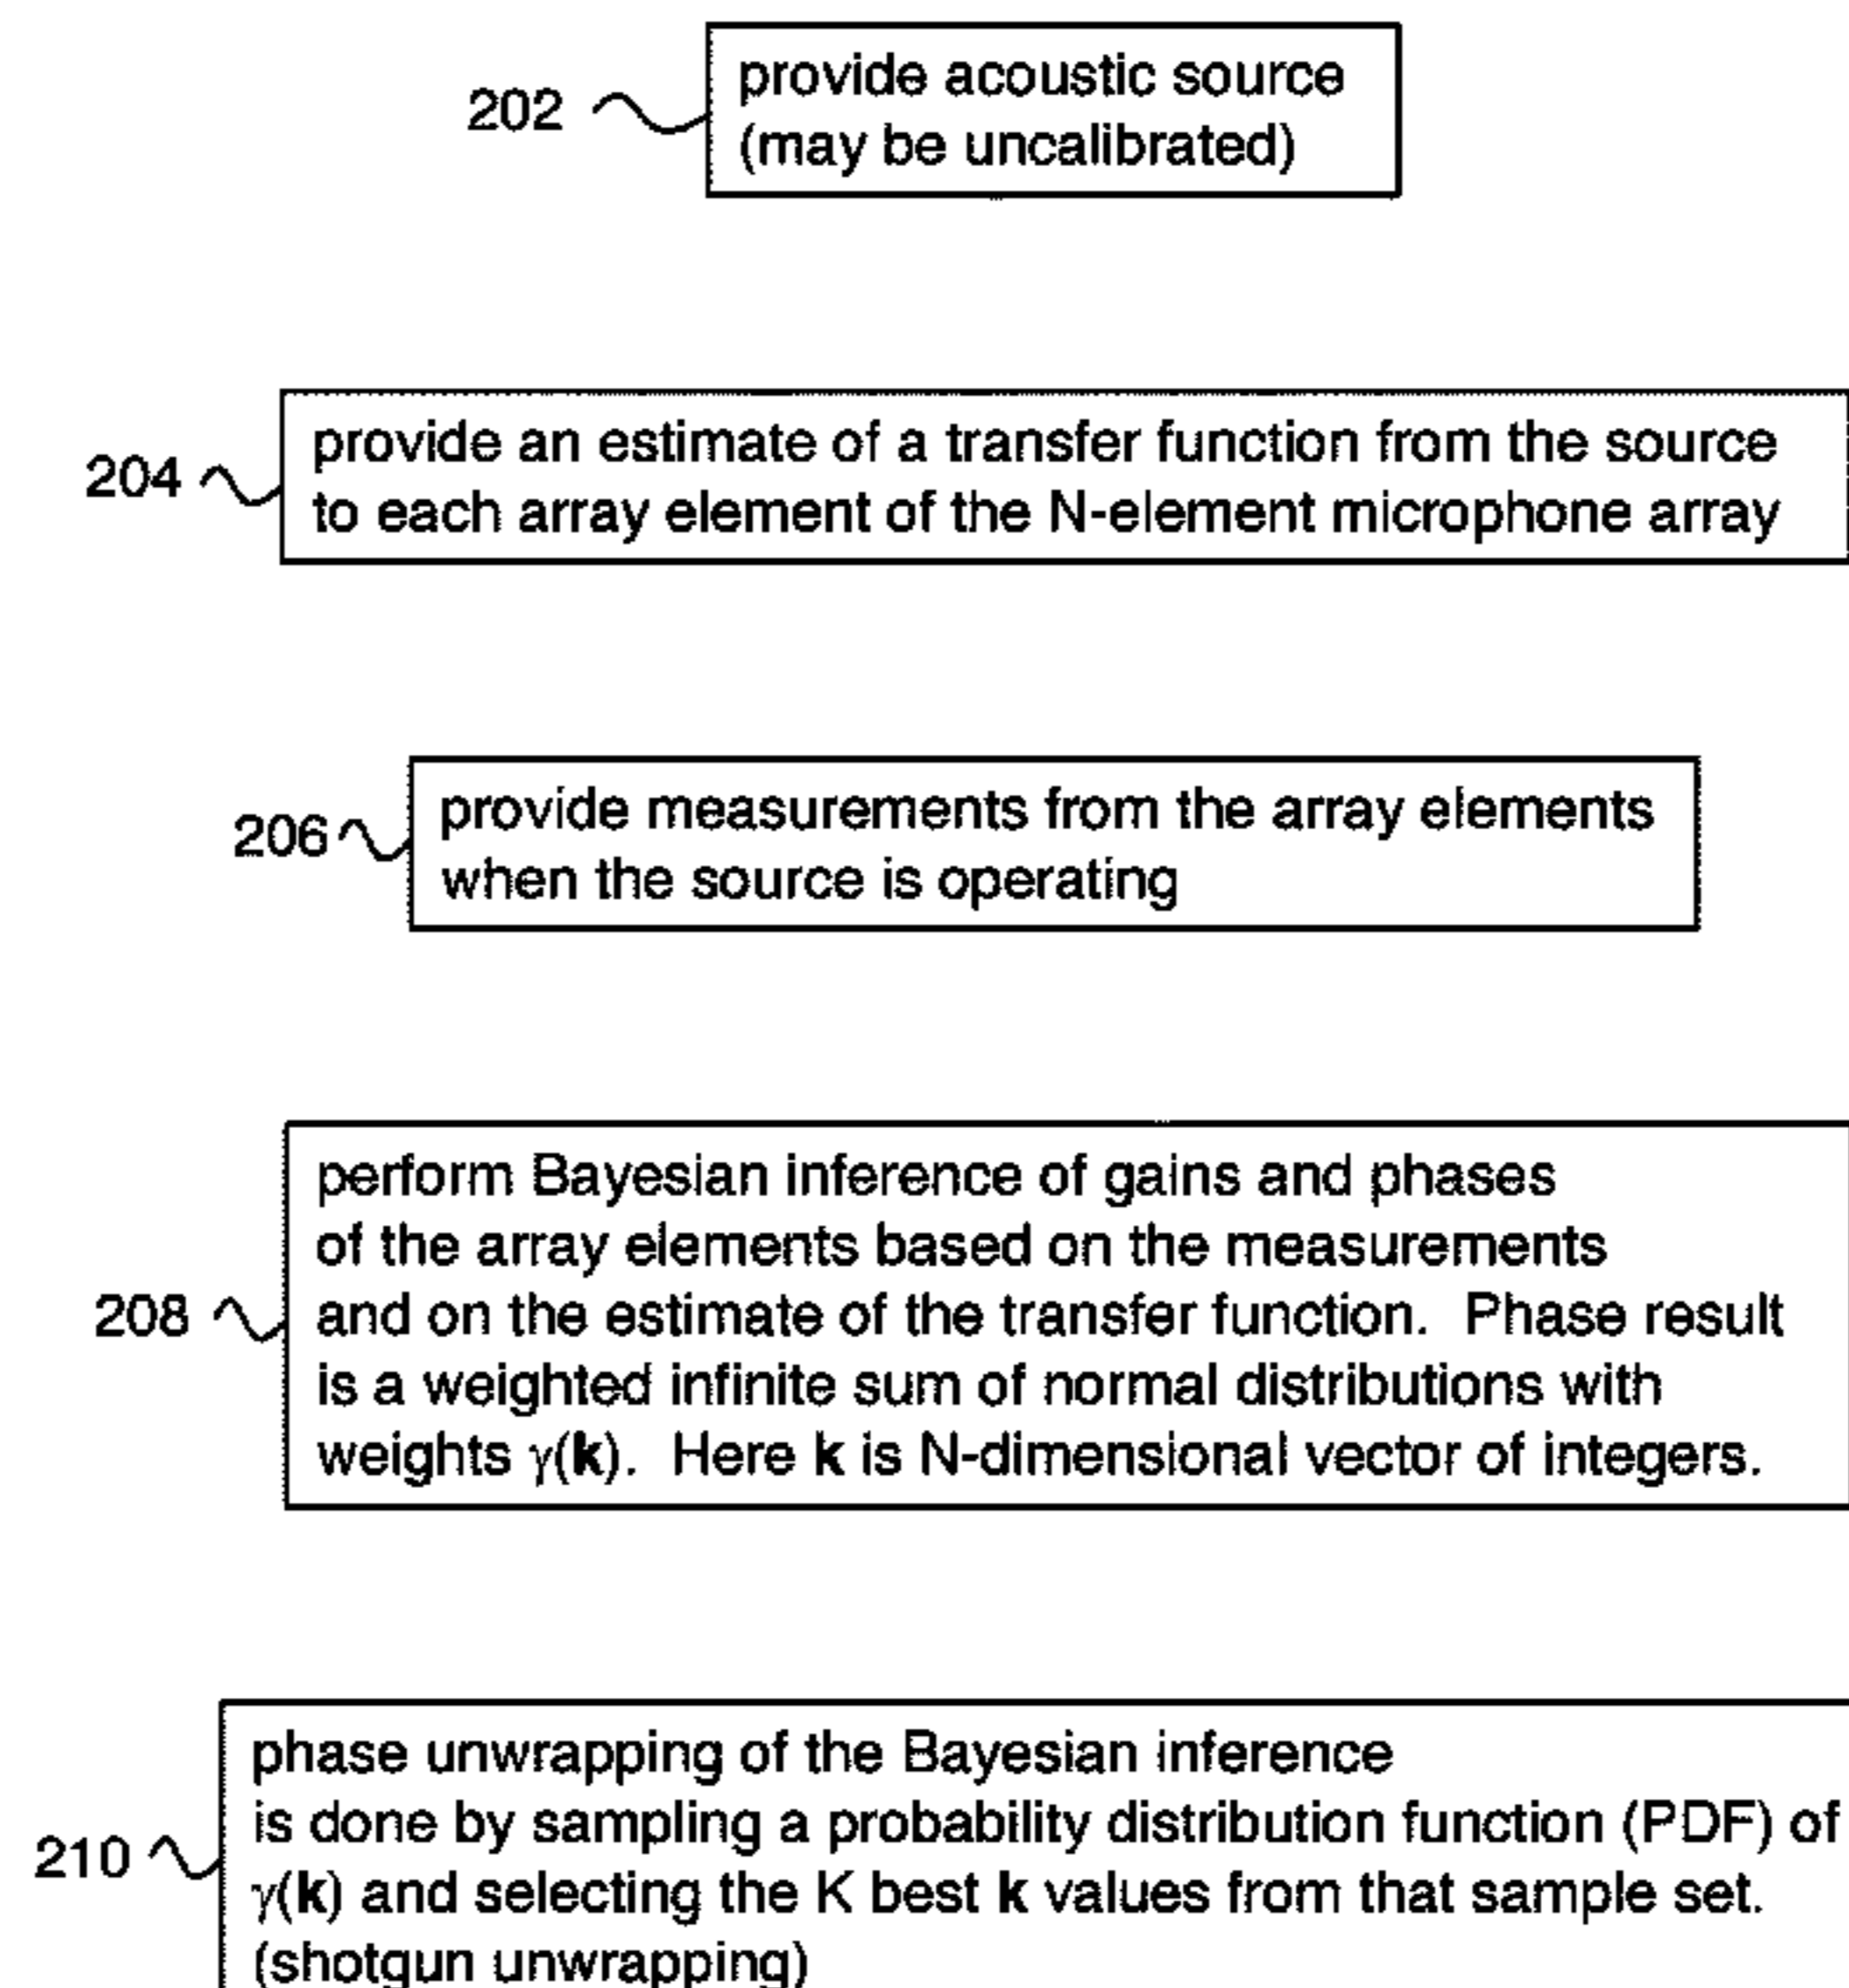 202
provide acoustic source
(may be uncalibrated)
204
provide an estimate of a transfer function from the source
to each array element of the N-element microphone array
206
provide measurements from the array elements
when the source is operating
208
perform Bayesian inference of gains and phases
of the array elements based on the measurements
and on the estimate of the transfer function. Phase result
is a weighted infinite sum of normal distributions with
weights γ(k). Here k is N-dimensional vector of integers.
210
phase unwrapping of the Bayesian inference
is done by sampling a probability distribution function (PDF) of
γ(k) and selecting the K best k values from that sample set.
(shotgun unwrapping)